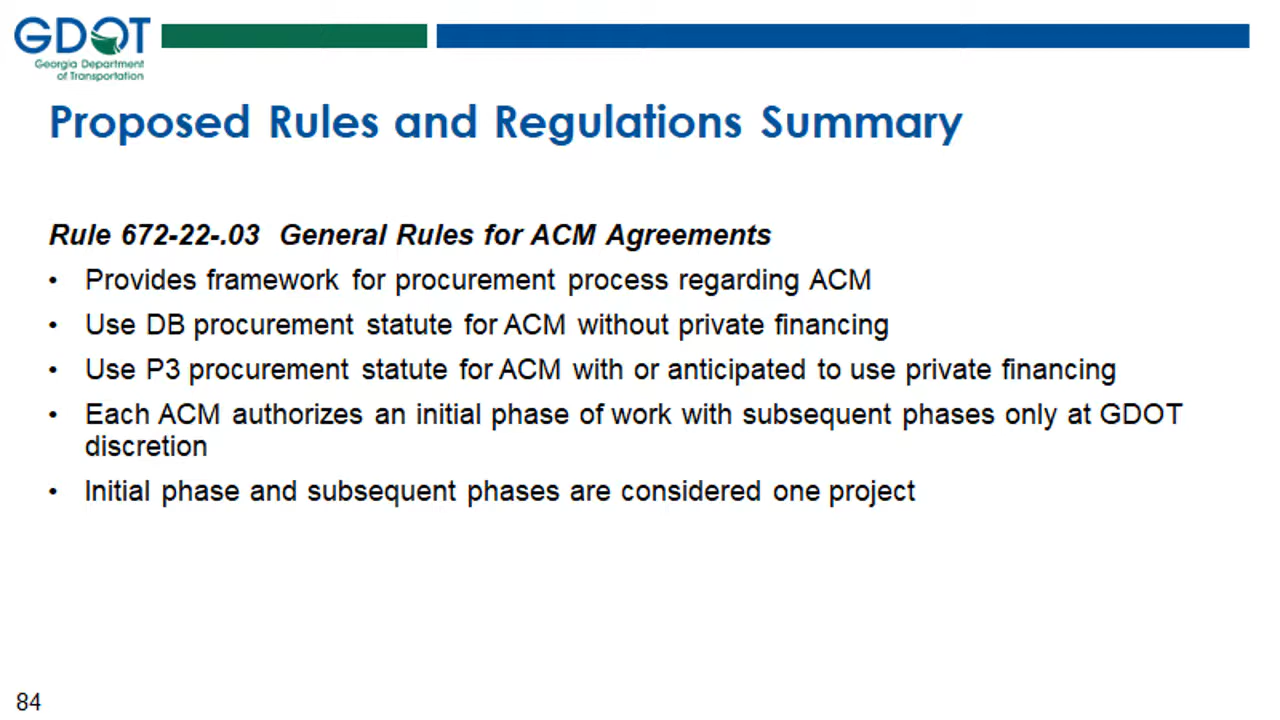 GDOT
Georgia Department
of Transportation
Proposed Rules and Regulations Summary
Rule 672-22-.03 General Rules for ACM Agreements
• Provides framework for procurement process regarding ACM
• Use DB procurement statute for ACM without private financing
• Use P3 procurement statute for ACM with or anticipated to use private financing
• Each ACM authorizes an initial phase of work with subsequent phases only at GDOT
discretion
• Initial phase and subsequent phases are considered one project
84